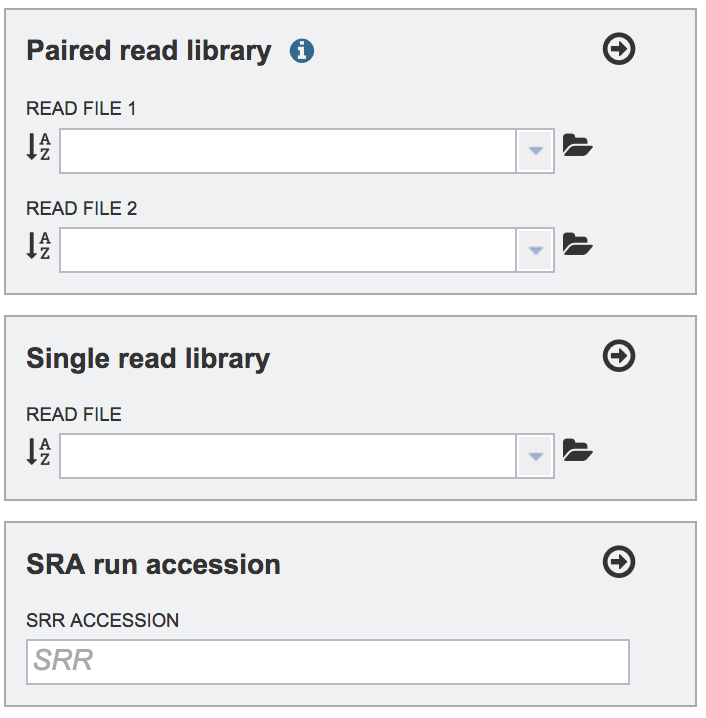 Paired read library
READ FILE 1
READ FILE 2
Single read library
READ FILE
SRA run accession
SRR ACCESSION
SRR